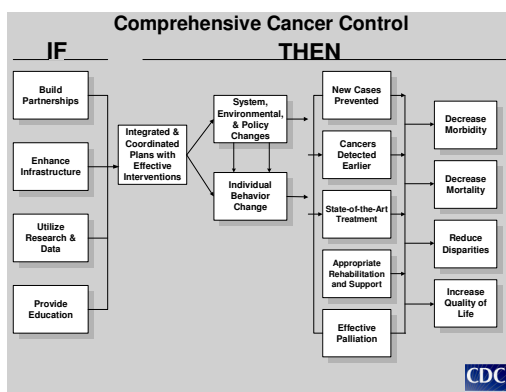 Comprehensive Cancer Control
IF
THEN
Build
Partnerships
Enhance
Infrastructure
Utilize
Research &
Data
Provide
Education
Integrated &
Coordinated
Plans with
Effective
Interventions
System,
Environmental,
& Policy
Changes
Individual
Behavior
Change
New Cases
Prevented
Cancers
Detected
Earlier
State-of-the-Art
Treatment
Appropriate
Rehabilitation
and Support
Effective
Palliation
Decrease
Morbidity
Decrease
Mortality
Reduce
Disparities
Increase
Quality of
Life
CDC